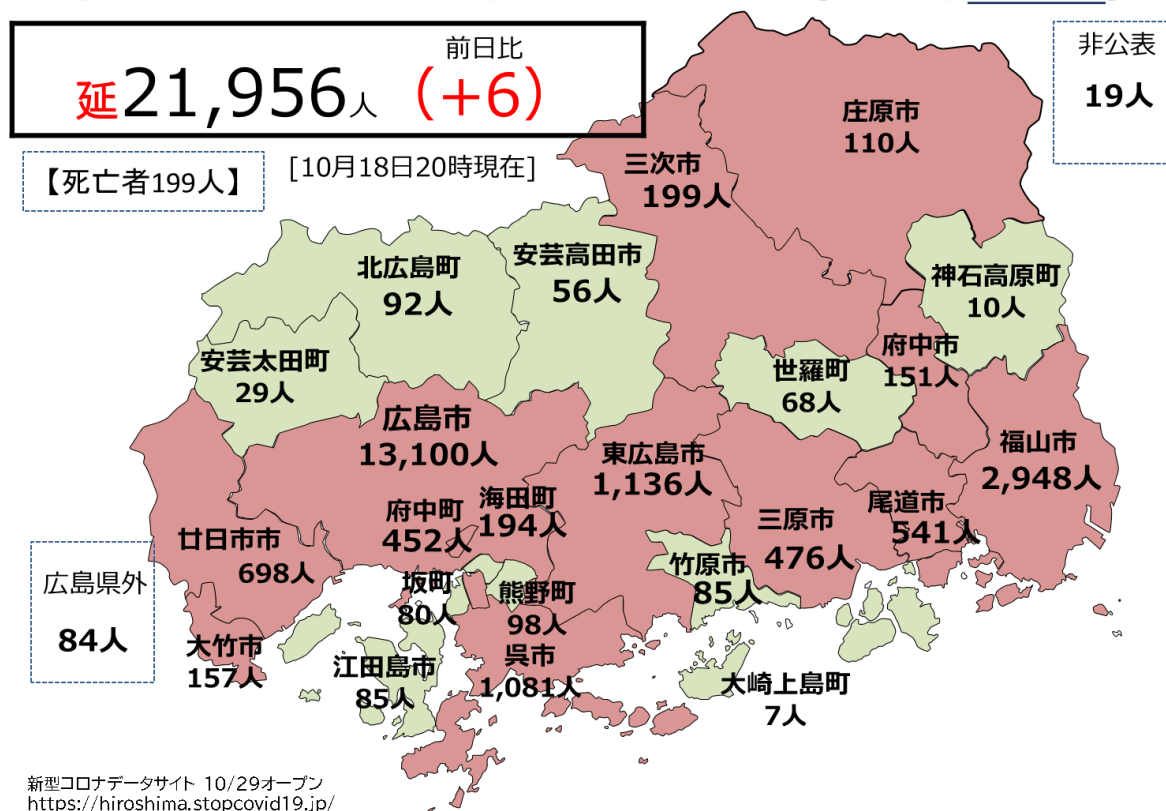 前日比
延21,956人 (+6)
非公表
19人
【死亡者199人】
[10月18日20時現在]
庄原市
110人
三次市
199人
北広島町
92人
安芸高田市
56人
神石高原町
10人
安芸太田町
29人
世羅町
68人
府中市
151人
広島市
13,100人
東広島市
1,136人
福山市
2,948人
府中町
452人
海田町
194人
三原市
476人
尾道市
541人
廿日市市
698人
竹原市
85人
坂町
80人
熊野町
98人
広島県外
84人
大竹市
157人
江田島市
85人
呉市
1,081人
大崎上島町
7人
新型コロナデータサイト 10/29オープン
https://hiroshima.stopcovid19.jp/